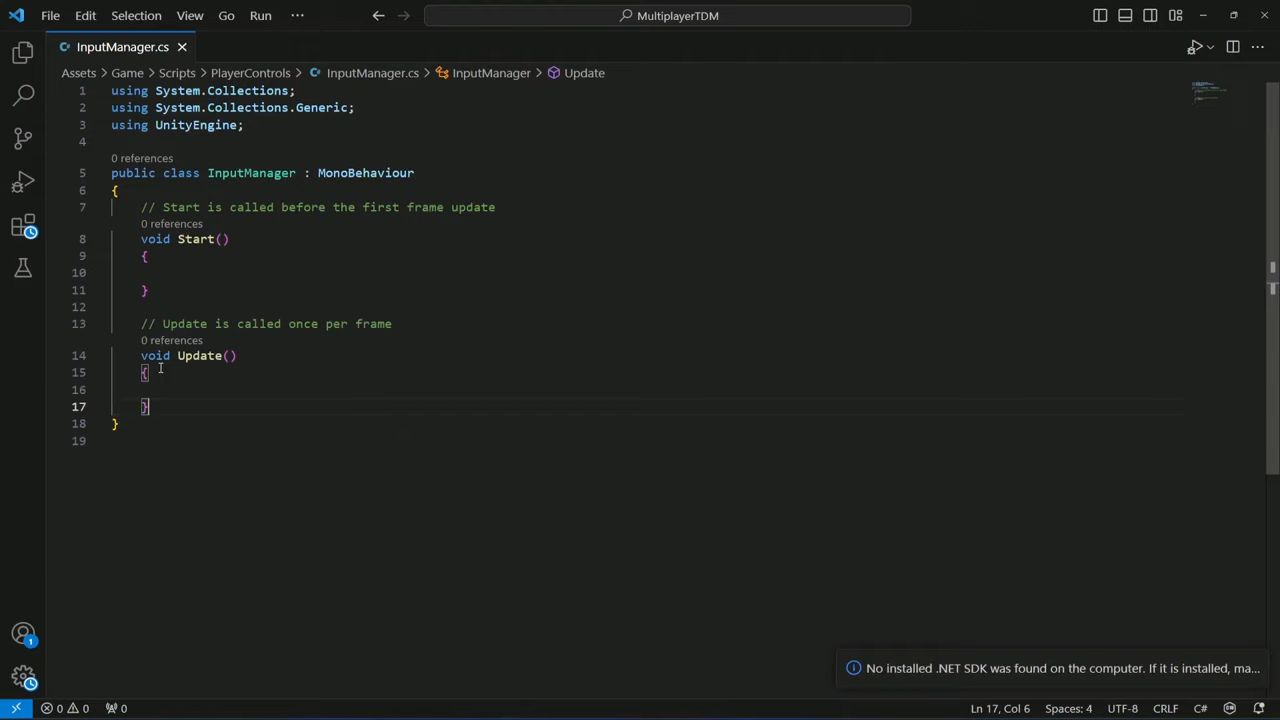 File Edit Selection View Go Run ··· MultiplayerTDM
InputManager.cs
Assets > Game > Scripts > PlayerControls > InputManager.cs > InputManager > Update
1 using System.Collections;
2 using System.Collections.Generic;
3 using UnityEngine;
4
0 references
5 public class InputManager : MonoBehaviour
6 {
7 // Start is called before the first frame update
0 references
8 void Start()
9 {
10
11 }
12
13 // Update is called once per frame
0 references
14 void Update()
15 {
16
17 }
18 }
19
1
No installed .NET SDK was found on the computer. If it is installed, ma...
0 0 0 Ln 17, Col 6 Spaces: 4 UTF-8 CRLF C#